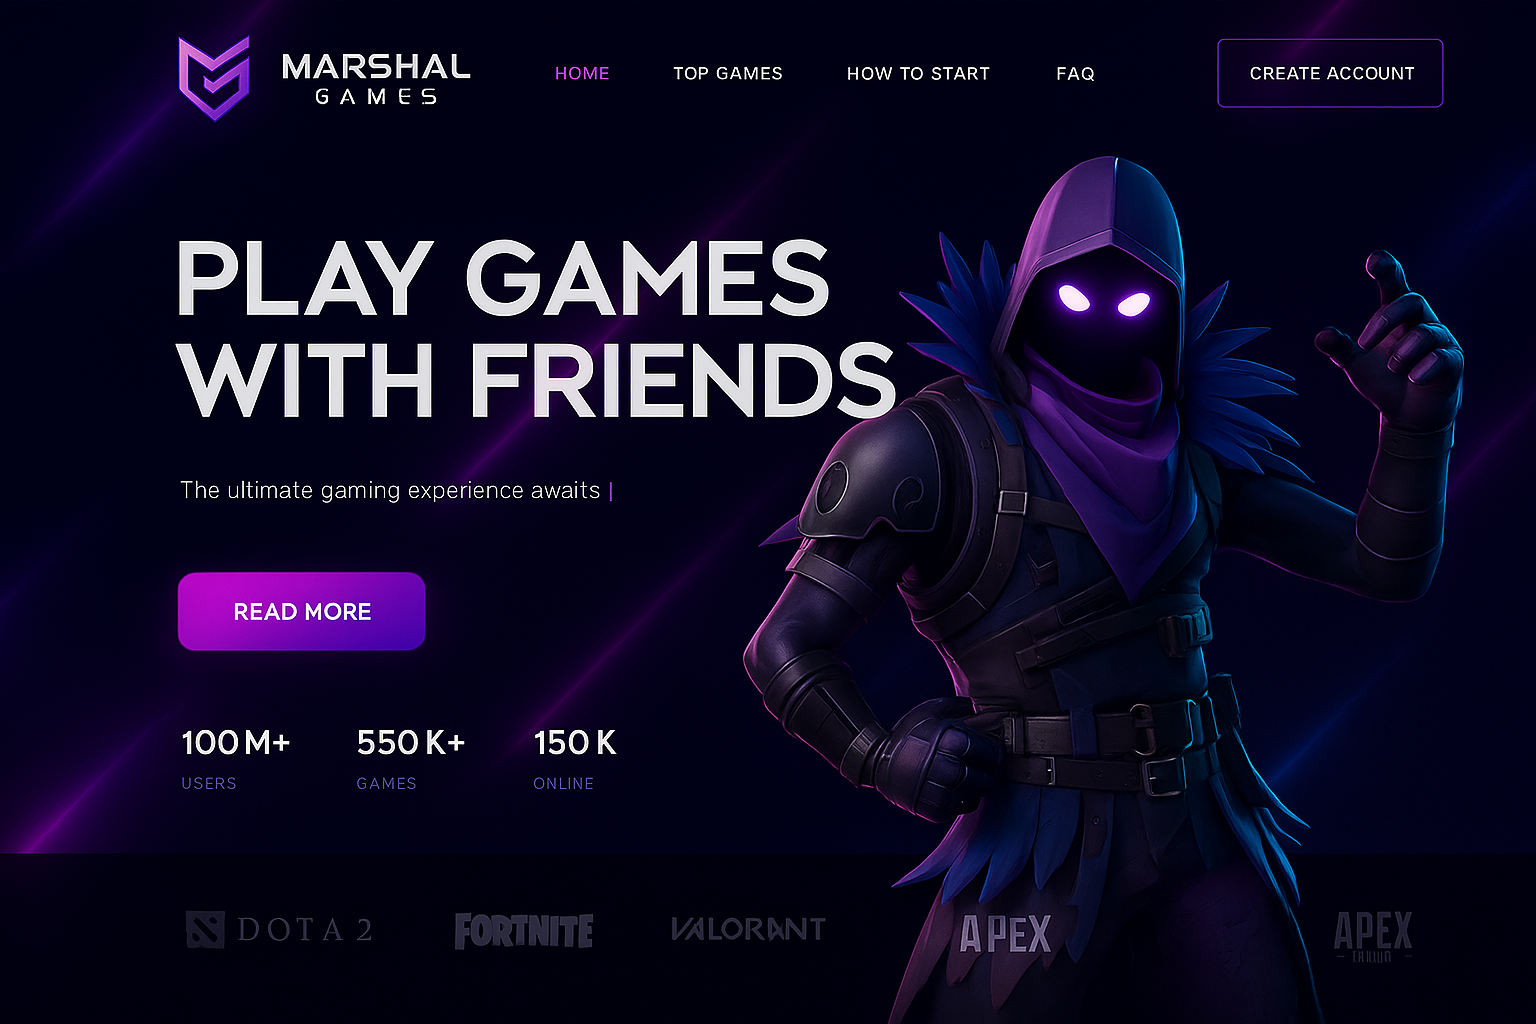 MARSHAL
GAMES
HOME
TOP GAMES
HOW TO START
FAQ
CREATE ACCOUNT
PLAY GAMES
WITH FRIENDS
The ultimate gaming experience awaits |
READ MORE
100M+
USERS
550K+
GAMES
150K
ONLINE
DOTA 2
FORTNITE
VALORANT
APEX
APEX